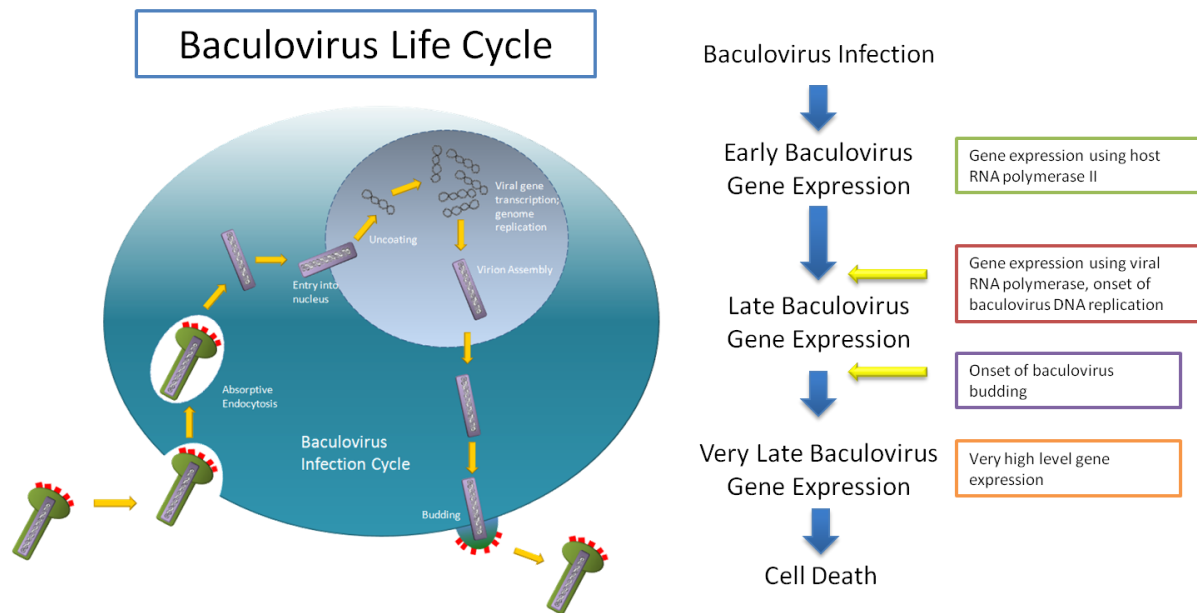 Baculovirus Life Cycle
Viral gene
transcription;
genome
replication
Uncoating
Entry into
nucleus
Virion Assembly
Absorptive
Endocytosis
Baculovirus
Infection Cycle
Budding
Baculovirus Infection
Early Baculovirus
Gene Expression
Gene expression using host
RNA polymerase II
Gene expression using viral
RNA polymerase, onset of
baculovirus DNA replication
Late Baculovirus
Gene Expression
Onset of baculovirus
budding
Very Late Baculovirus
Gene Expression
Very high level gene
expression
Cell Death